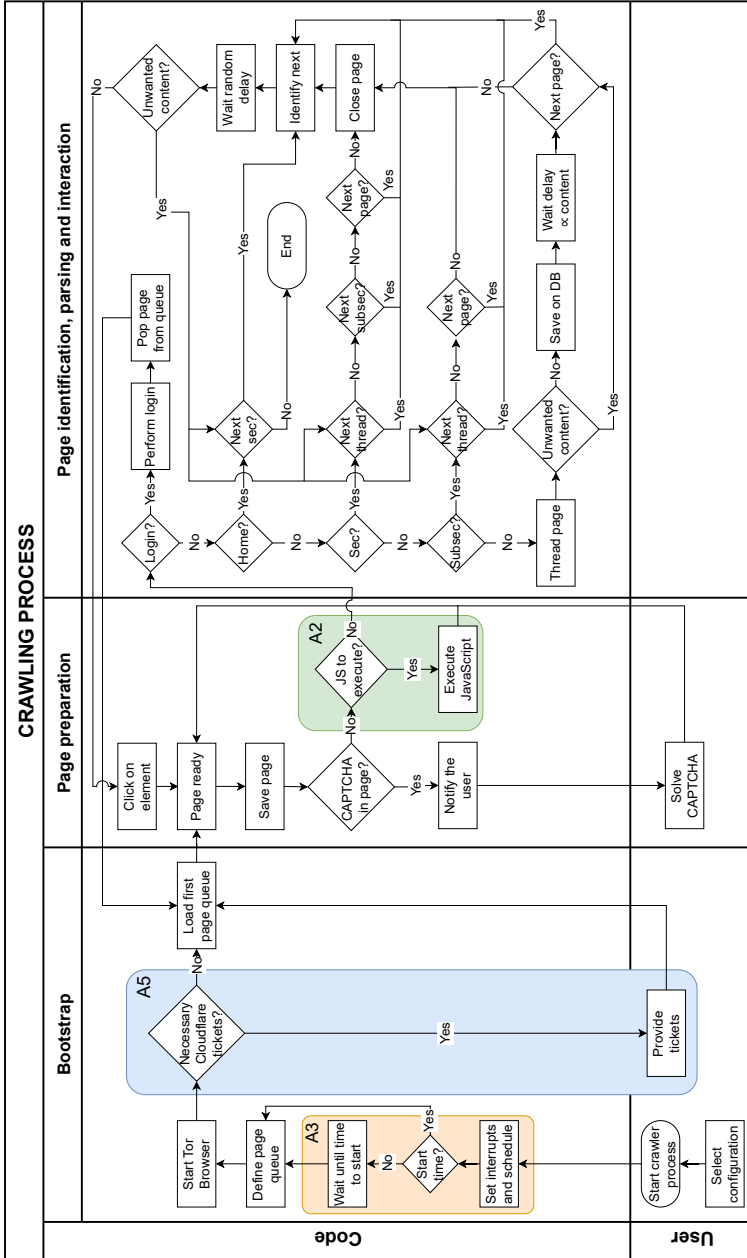 CRAWLING PROCESS
Bootstrap
Page preparation
Page identification, parsing and interaction
Code
User
Select
configuration
Start crawler
process
A3
Set interrupts
and schedule
Start
time?
No
Yes
Wait until time
to start
Define page
queue
Start Tor
Browser
A5
Necessary
Cloudflare
tickets?
No
Yes
Provide
tickets
Load first
page queue
Click on
element
Page ready
Save page
CAPTCHA
in page?
No
Yes
Notify the
user
Solve
CAPTCHA
A2
JS to
execute?
No
Yes
Execute
JavaScript
Login?
Yes
No
Perform login
Pop page
from queue
Home?
Yes
No
Next
sec?
Yes
No
End
Sec?
Yes
No
Next
thread?
No
Yes
Next
subsec?
No
Yes
Next
page?
No
Yes
Close page
Subsec?
Yes
No
Next
thread?
No
Yes
Next
page?
No
Yes
Thread page
Unwanted
content?
No
Yes
Save on DB
Wait delay
∝ content
Next page?
No
Yes
Identify next
Wait random
delay
Unwanted
content?
No
Yes